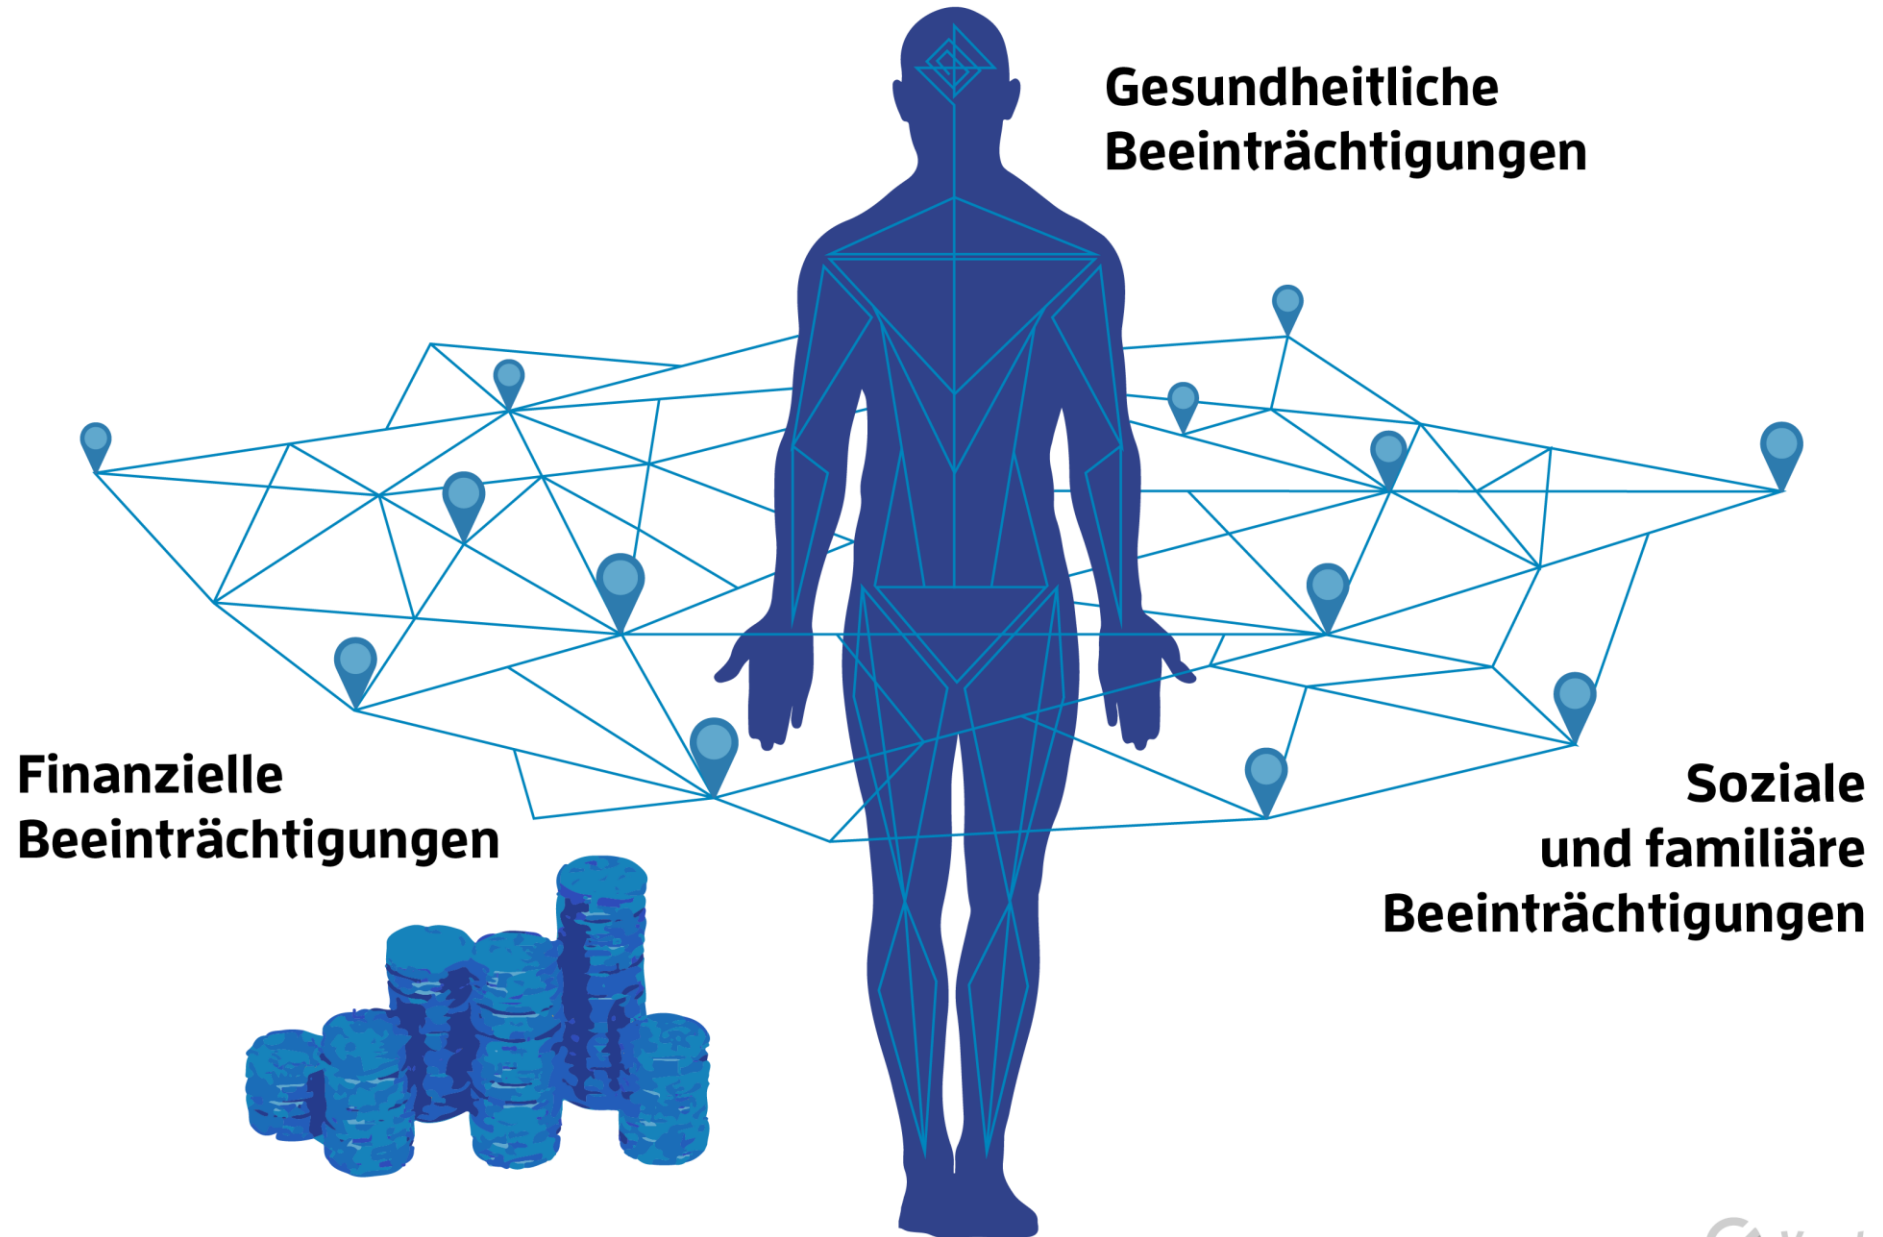 Gesundheitliche
Beeinträchtigungen
Finanzielle
Beeinträchtigungen
Soziale
und familiäre
Beeinträchtigungen